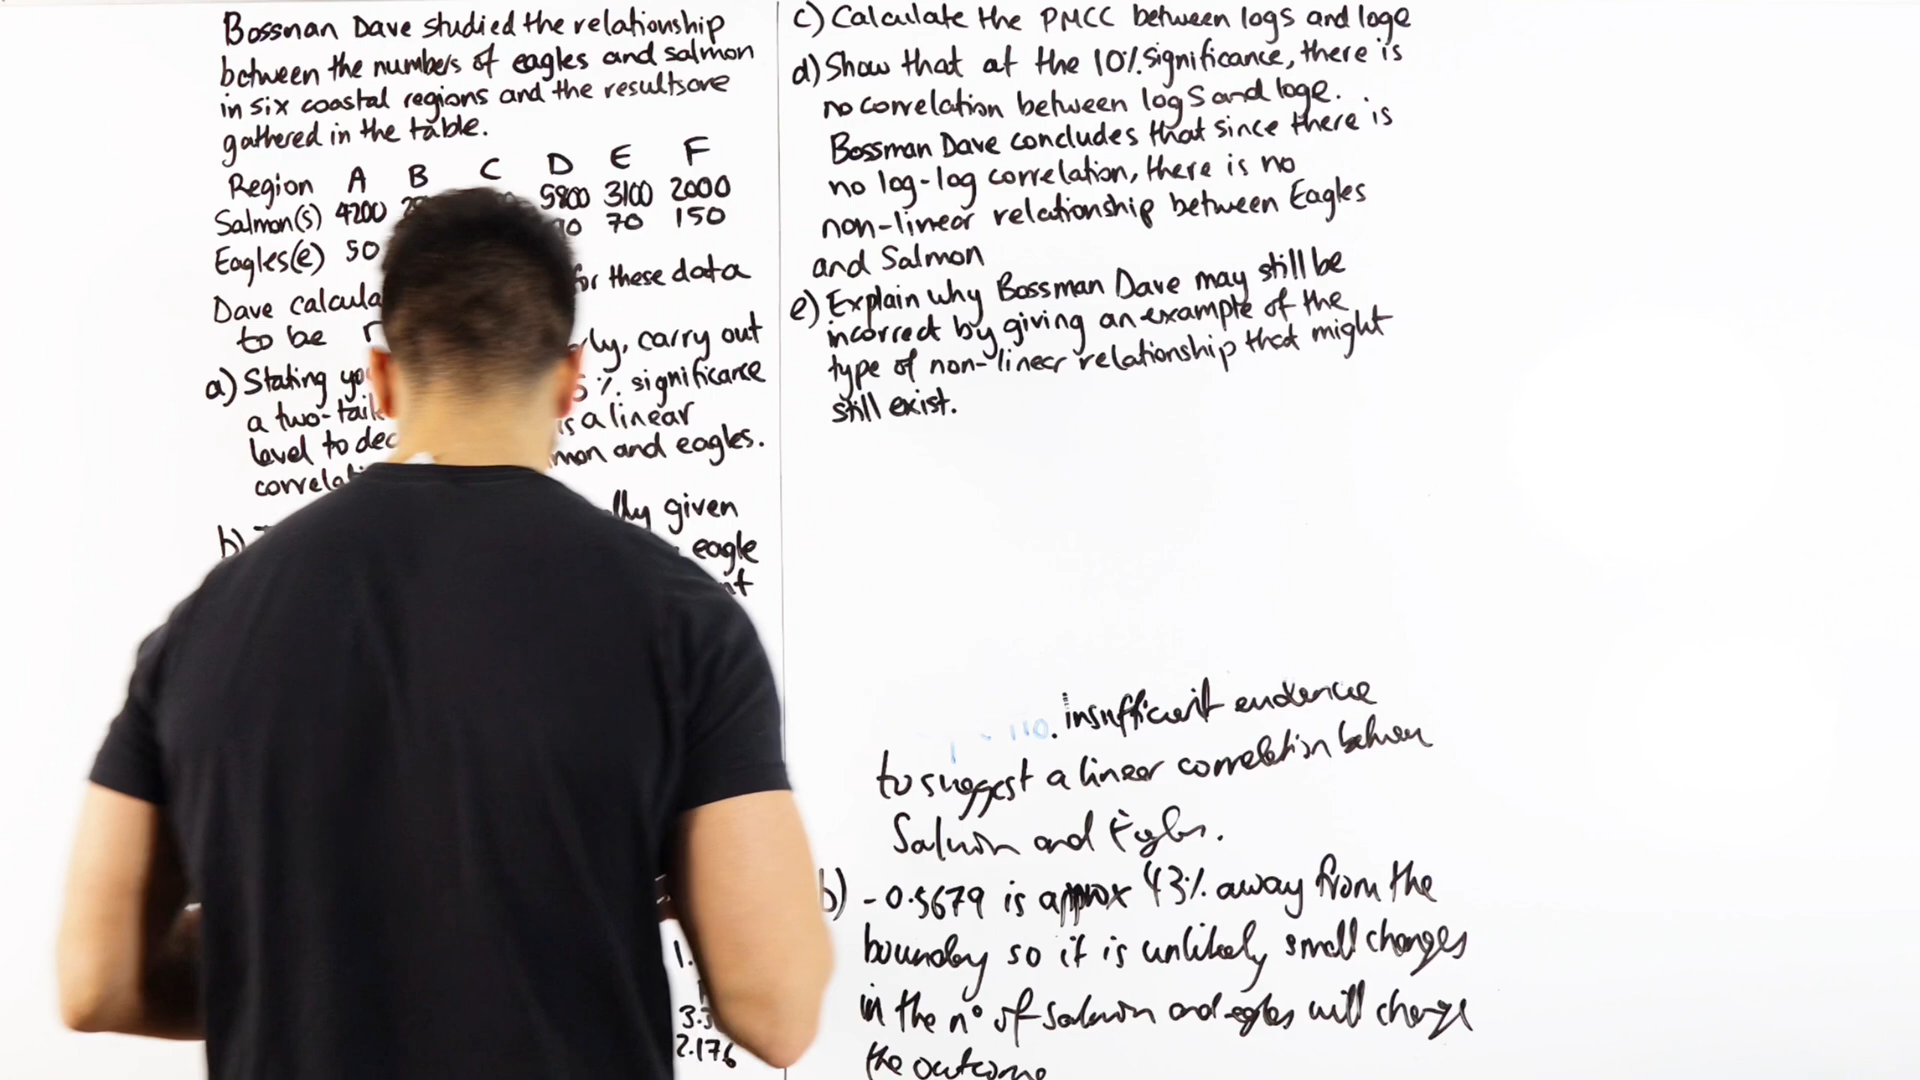 Bossman Dave studied the relationship
between the numbers of eagles and salmon
in six coastal regions and the results are
gathered in the table.
Region A B C D E F
Salmon(s) 4200 5800 3100 2000
Eagles(e) 50 70 150
Dave calcula for these data
to be r
rly, carry out
a) Stating yo 5% significance
a two-tail is a linear
level to dec mon and eagles.
correlat
b) lly given
eagle
nt
1.
3.3
2.176
c) Calculate the PMCC between logs and loge
d) Show that at the 10% significance, there is
no correlation between logs and loge.
Bossman Dave concludes that since there is
no log-log correlation, there is no
non-linear relationship between Eagles
and Salmon
e) Explain why Bossman Dave may still be
incorrect by giving an example of the
type of non-linear relationship that might
still exist.
insufficient evidence
to suggest a linear correlation between
Salmon and Eagles.
b) -0.5679 is approx 43% away from the
boundary so it is unlikely small changes
in the nº of salmon and eagles will change
the outcome